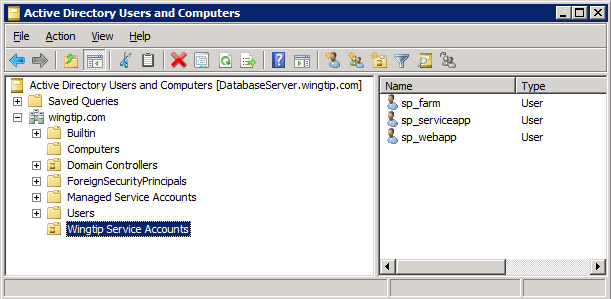 Active Directory Users and Computers
File Action View Help
Active Directory Users and Computers [DatabaseServer.wingtip.com]
Saved Queries
wingtip.com
Builtin
Computers
Domain Controllers
ForeignSecurityPrincipals
Managed Service Accounts
Users
Wingtip Service Accounts
Name Type
sp_farm User
sp_serviceapp User
sp_webapp User